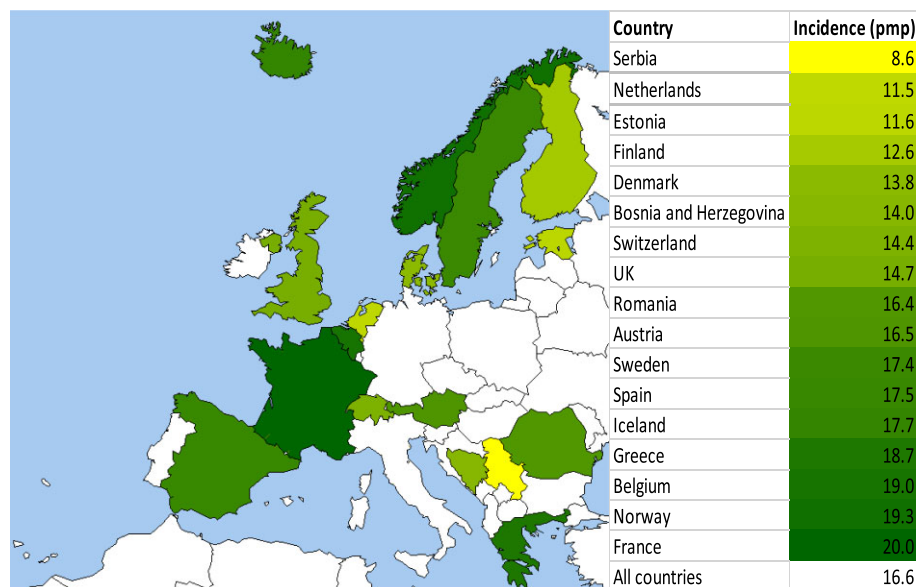 Country Incidence (pmp)
Serbia 8.6
Netherlands 11.5
Estonia 11.6
Finland 12.6
Denmark 13.8
Bosnia and Herzegovina 14.0
Switzerland 14.4
UK 14.7
Romania 16.4
Austria 16.5
Sweden 17.4
Spain 17.5
Iceland 17.7
Greece 18.7
Belgium 19.0
Norway 19.3
France 20.0
All countries 16.6